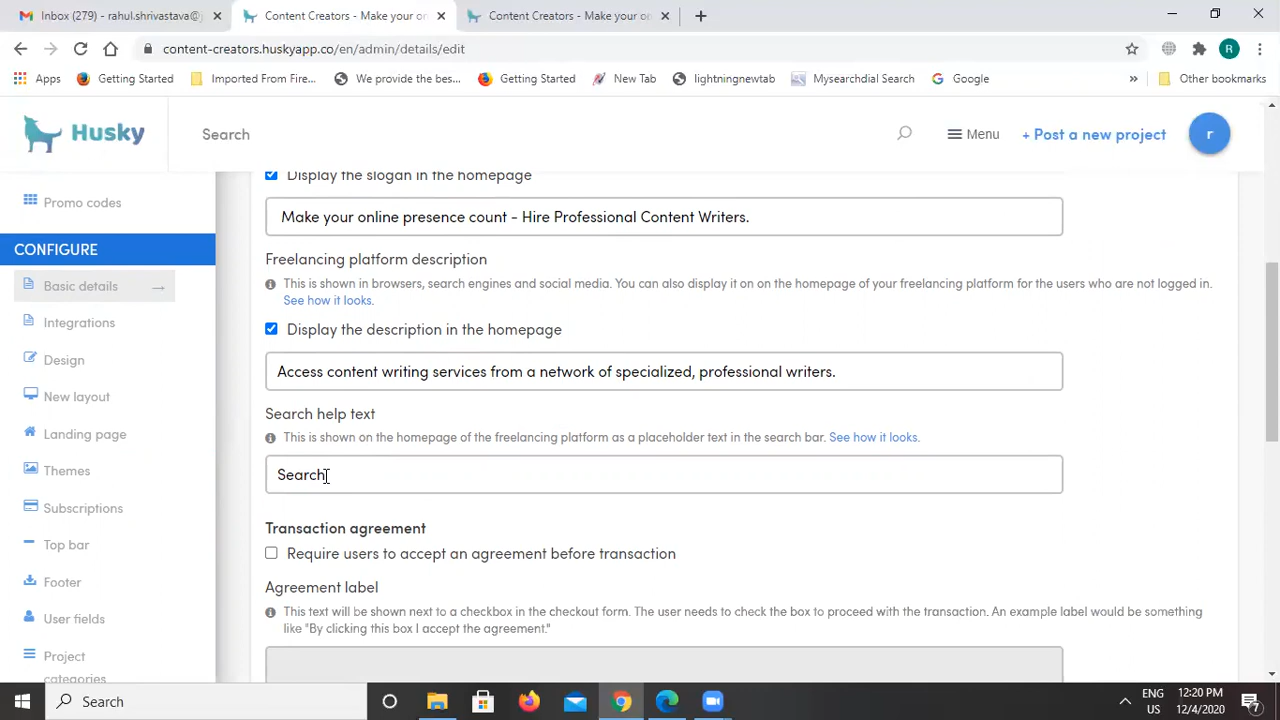 Inbox (279) - rahul.shrivastava@
Content Creators - Make your on
Content Creators - Make your on
content-creators.huskyapp.co/en/admin/details/edit
R
Apps
Getting Started
Imported From Fire...
We provide the bes...
Getting Started
New Tab
lightningnewtab
Mysearchdial Search
Google
»
Other bookmarks
Husky
Search
Menu
+ Post a new project
r
Promo codes
CONFIGURE
Basic details →
Integrations
Design
New layout
Landing page
Themes
Subscriptions
Top bar
Footer
User fields
Project
categories
Display the slogan in the homepage
Make your online presence count - Hire Professional Content Writers.
Freelancing platform description
This is shown in browsers, search engines and social media. You can also display it on on the homepage of your freelancing platform for the users who are not logged in.
See how it looks.
Display the description in the homepage
Access content writing services from a network of specialized, professional writers.
Search help text
This is shown on the homepage of the freelancing platform as a placeholder text in the search bar. See how it looks.
Search
Transaction agreement
Require users to accept an agreement before transaction
Agreement label
This text will be shown next to a checkbox in the checkout form. The user needs to check the box to proceed with the transaction. An example label would be something
like "By clicking this box I accept the agreement."
Search
ENG
US
12:20 PM
12/4/2020
7